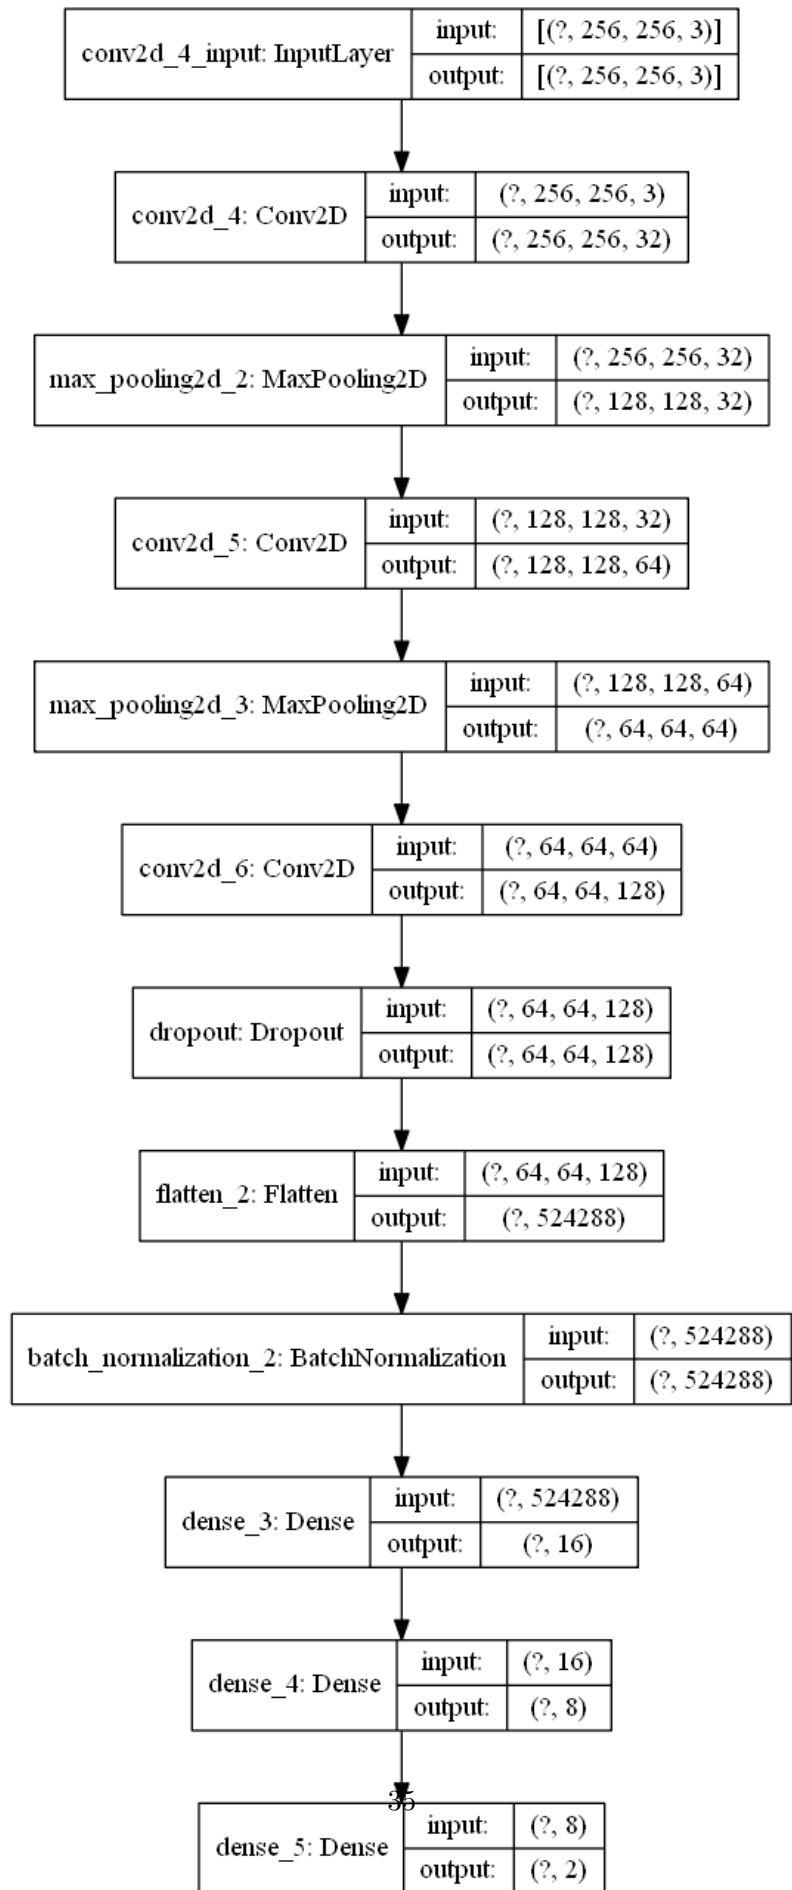 conv2d_4_input: InputLayer
input: [(?, 256, 256, 3)]
output: [(?, 256, 256, 3)]
conv2d_4: Conv2D
input: (?, 256, 256, 3)
output: (?, 256, 256, 32)
max_pooling2d_2: MaxPooling2D
input: (?, 256, 256, 32)
output: (?, 128, 128, 32)
conv2d_5: Conv2D
input: (?, 128, 128, 32)
output: (?, 128, 128, 64)
max_pooling2d_3: MaxPooling2D
input: (?, 128, 128, 64)
output: (?, 64, 64, 64)
conv2d_6: Conv2D
input: (?, 64, 64, 64)
output: (?, 64, 64, 128)
dropout: Dropout
input: (?, 64, 64, 128)
output: (?, 64, 64, 128)
flatten_2: Flatten
input: (?, 64, 64, 128)
output: (?, 524288)
batch_normalization_2: BatchNormalization
input: (?, 524288)
output: (?, 524288)
dense_3: Dense
input: (?, 524288)
output: (?, 16)
dense_4: Dense
input: (?, 16)
output: (?, 8)
35
dense_5: Dense
input: (?, 8)
output: (?, 2)